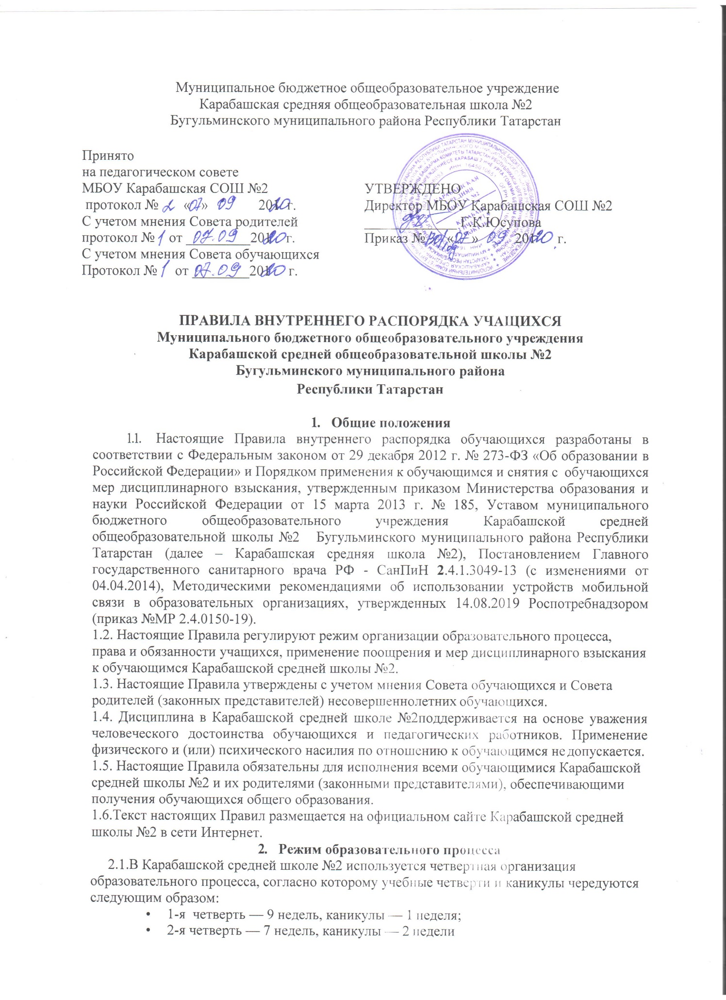 Муниципальное бюджетное общеобразовательное учреждение
Карабашская средняя общеобразовательная школа №2
Бугульминского муниципального района Республики Татарстан
Принято
на педагогическом совете
МБОУ Карабашская СОШ №2
протокол № 2 «07» 09 2020 г.
С учетом мнения Совета родителей
протокол № 1 от 07.09 2020 г.
С учетом мнения Совета обучающихся
Протокол № 1 от 07.09 2020 г.
УТВЕРЖДЕНО
Директор МБОУ Карабашская СОШ №2
____________ Г.К.Юсупова
Приказ № «07» 09 2020 г.
ИНН 1645010651
КАРАБАШСКАЯ
СРЕДНЯЯ
ШКОЛА №2
ПРАВИЛА ВНУТРЕННЕГО РАСПОРЯДКА УЧАЩИХСЯ
Муниципального бюджетного общеобразовательного учреждения
Карабашской средней общеобразовательной школы №2
Бугульминского муниципального района
Республики Татарстан
1. Общие положения
1.1. Настоящие Правила внутреннего распорядка обучающихся разработаны в
соответствии с Федеральным законом от 29 декабря 2012 г. № 273-ФЗ «Об образовании в
Российской Федерации» и Порядком применения к обучающимся и снятия с обучающихся
мер дисциплинарного взыскания, утвержденным приказом Министерства образования и
науки Российской Федерации от 15 марта 2013 г. № 185, Уставом муниципального
бюджетного общеобразовательного учреждения Карабашской средней
общеобразовательной школы №2 Бугульминского муниципального района Республики
Татарстан (далее – Карабашская средняя школа №2), Постановлением Главного
государственного санитарного врача РФ - СанПиН 2.4.1.3049-13 (с изменениями от
04.04.2014), Методическими рекомендациями об использовании устройств мобильной
связи в образовательных организациях, утвержденных 14.08.2019 Роспотребнадзором
(приказ №МР 2.4.0150-19).
1.2. Настоящие Правила регулируют режим организации образовательного процесса,
права и обязанности учащихся, применение поощрения и мер дисциплинарного взыскания
к обучающимся Карабашской средней школы №2.
1.3. Настоящие Правила утверждены с учетом мнения Совета обучающихся и Совета
родителей (законных представителей) несовершеннолетних обучающихся.
1.4. Дисциплина в Карабашской средней школе №2поддерживается на основе уважения
человеческого достоинства обучающихся и педагогических работников. Применение
физического и (или) психического насилия по отношению к обучающимся не допускается.
1.5. Настоящие Правила обязательны для исполнения всеми обучающимися Карабашской
средней школы №2 и их родителями (законными представителями), обеспечивающими
получения обучающихся общего образования.
1.6.Текст настоящих Правил размещается на официальном сайте Карабашской средней
школы №2 в сети Интернет.
2. Режим образовательного процесса
2.1.В Карабашской средней школе №2 используется четвертная организация
образовательного процесса, согласно которому учебные четверти и каникулы чередуются
следующим образом:
• 1-я четверть — 9 недель, каникулы — 1 неделя;
• 2-я четверть — 7 недель, каникулы — 2 недели